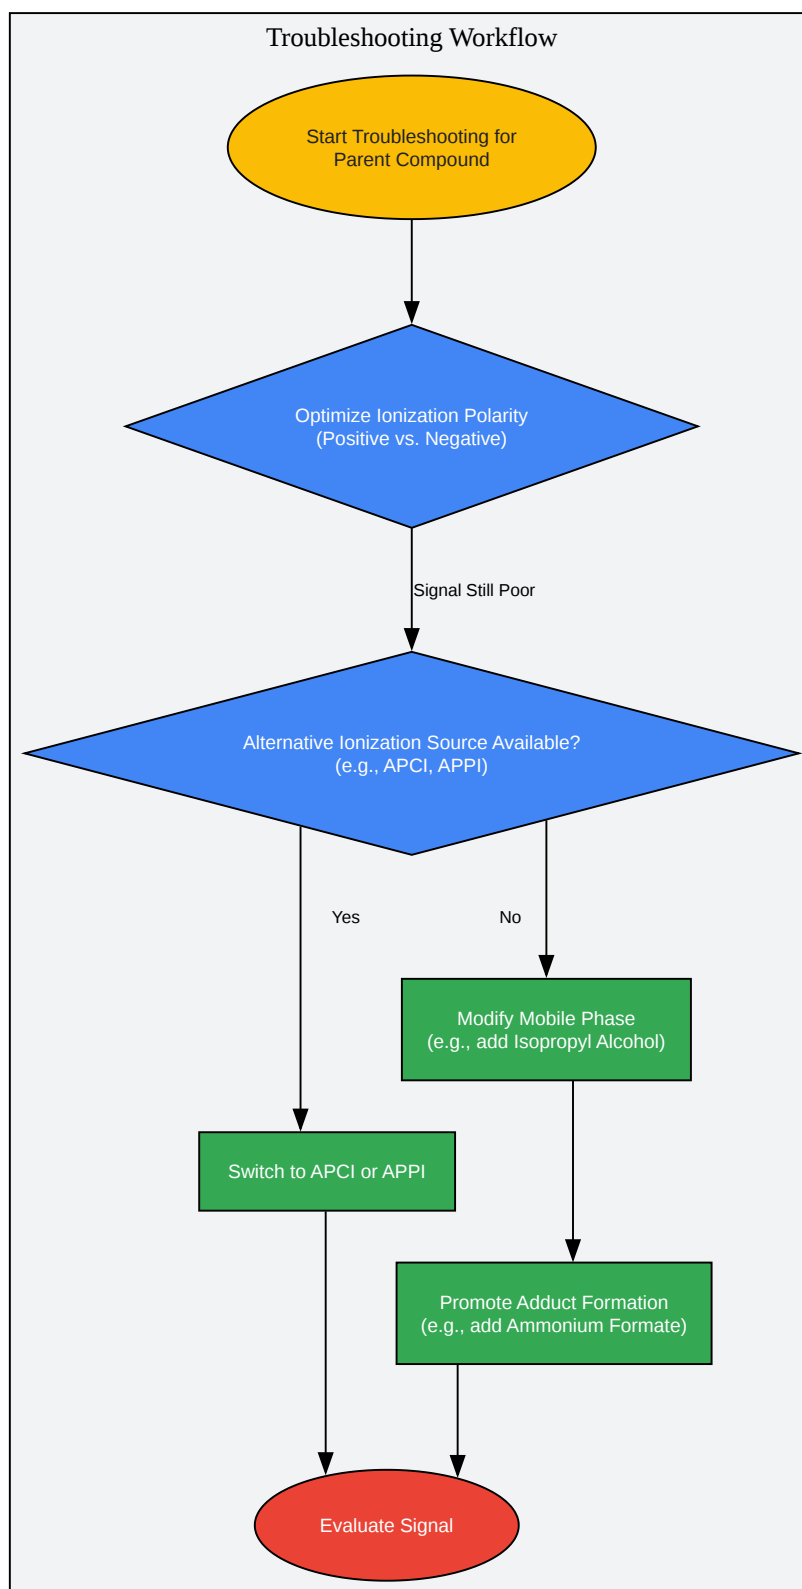 Troubleshooting Workflow
Start Troubleshooting for
Parent Compound
Optimize Ionization Polarity
(Positive vs. Negative)
Signal Still Poor
Alternative Ionization Source Available?
(e.g., APCI, APPI)
Yes
No
Modify Mobile Phase
(e.g., add Isopropyl Alcohol)
Switch to APCI or APPI
Promote Adduct Formation
(e.g., add Ammonium Formate)
Evaluate Signal